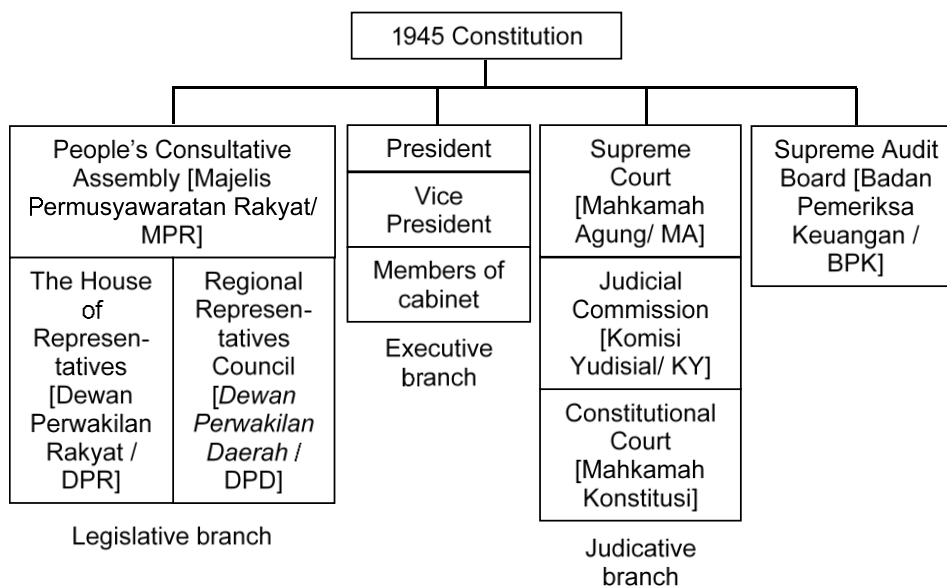 1945 Constitution
People's Consultative
Assembly [Majelis
Permusyawaratan Rakyat/
MPR]
The House
of
Represen-
tatives
[Dewan
Perwakilan
Rakyat /
DPR]
Regional
Represen-
tatives
Council
[Dewan
Perwakilan
Daerah /
DPD]
Legislative branch
President
Vice
President
Members of
cabinet
Executive
branch
Supreme
Court
[Mahkamah
Agung/ MA]
Judicial
Commission
[Komisi
Yudisial/ KY]
Constitutional
Court
[Mahkamah
Konstitusi]
Judicative
branch
Supreme Audit
Board [Badan
Pemeriksa
Keuangan /
BPK]